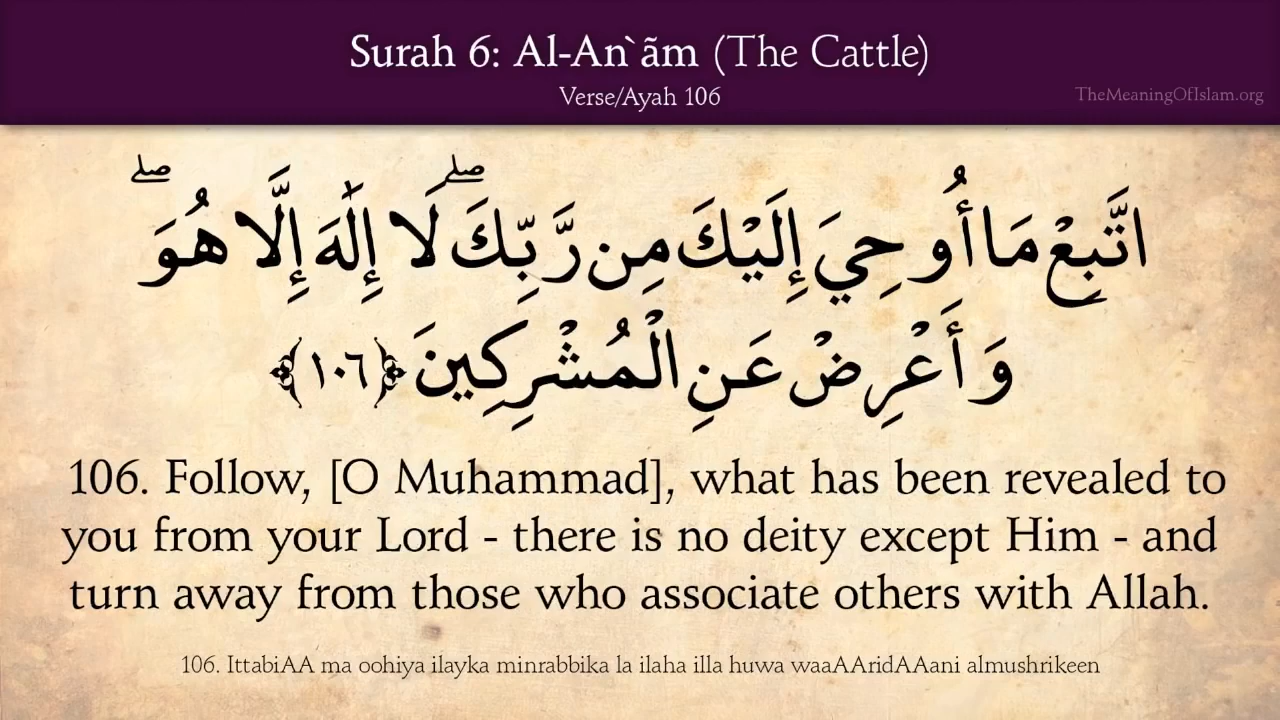 Surah 6: Al-An`ãm (The Cattle)
Verse/Ayah 106
TheMeaningOfIslam.org
اتَّبِعْ مَا أُوحِيَ إِلَيْكَ مِن رَّبِّكَ ۖ لَا إِلَٰهَ إِلَّا هُوَ ۖ
وَأَعْرِضْ عَنِ الْمُشْرِكِينَ ﴿١٠٦﴾
106. Follow, [O Muhammad], what has been revealed to
you from your Lord - there is no deity except Him - and
turn away from those who associate others with Allah.
106. IttabiAA ma oohiya ilayka minrabbika la ilaha illa huwa waaAAridAAani almushrikeen